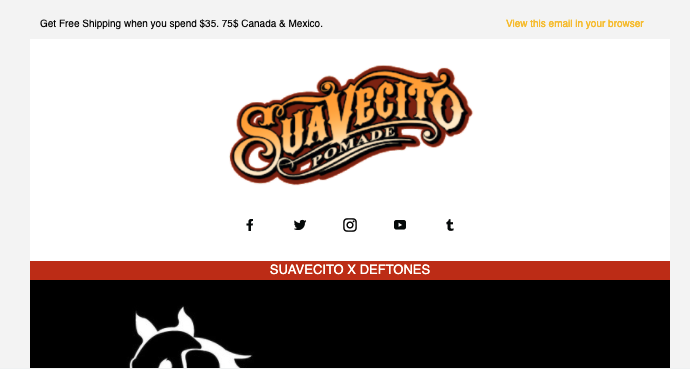 Get Free Shipping when you spend $35. 75$ Canada & Mexico.
View this email in your browser
SUAVECITO
POMADE
SUAVECITO X DEFTONES